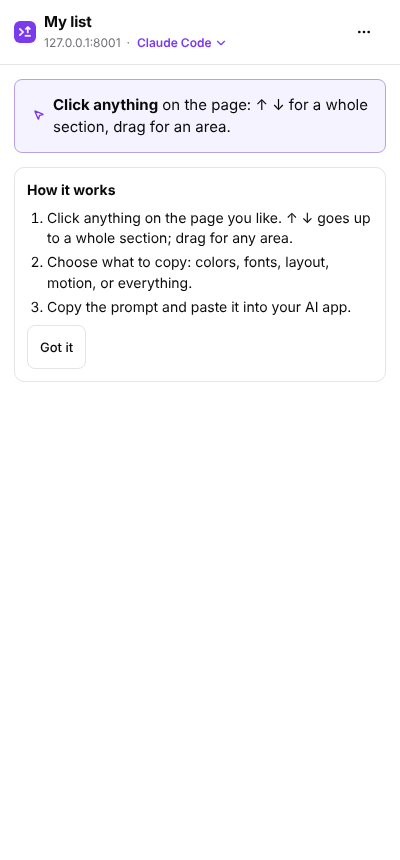 My list
127.0.0.1:8001 · Claude Code
Click anything on the page: ↑ ↓ for a whole
section, drag for an area.
How it works
1. Click anything on the page you like. ↑ ↓ goes up
to a whole section; drag for any area.
2. Choose what to copy: colors, fonts, layout,
motion, or everything.
3. Copy the prompt and paste it into your AI app.
Got it